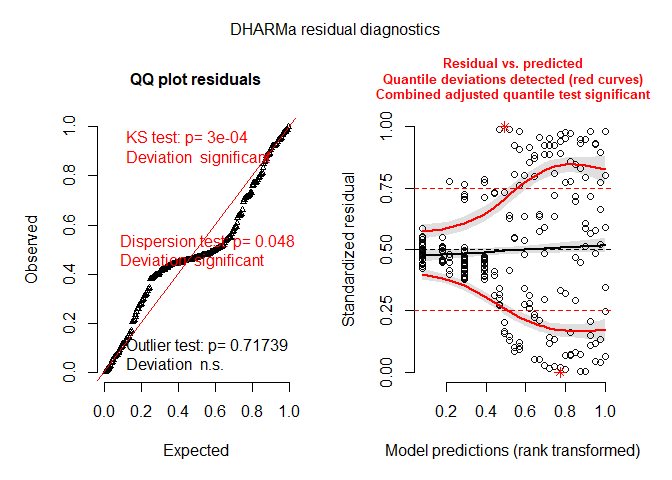 DHARMa residual diagnostics
QQ plot residuals
KS test: p= 3e-04
Deviation significant
Dispersion test: p= 0.048
Deviation significant
Outlier test: p= 0.71739
Deviation n.s.
Observed
0.0 0.2 0.4 0.6 0.8 1.0
0.0 0.2 0.4 0.6 0.8 1.0
Expected
Residual vs. predicted
Quantile deviations detected (red curves)
Combined adjusted quantile test significant
Standardized residual
0.00 0.25 0.50 0.75 1.00
0.2 0.4 0.6 0.8 1.0
Model predictions (rank transformed)